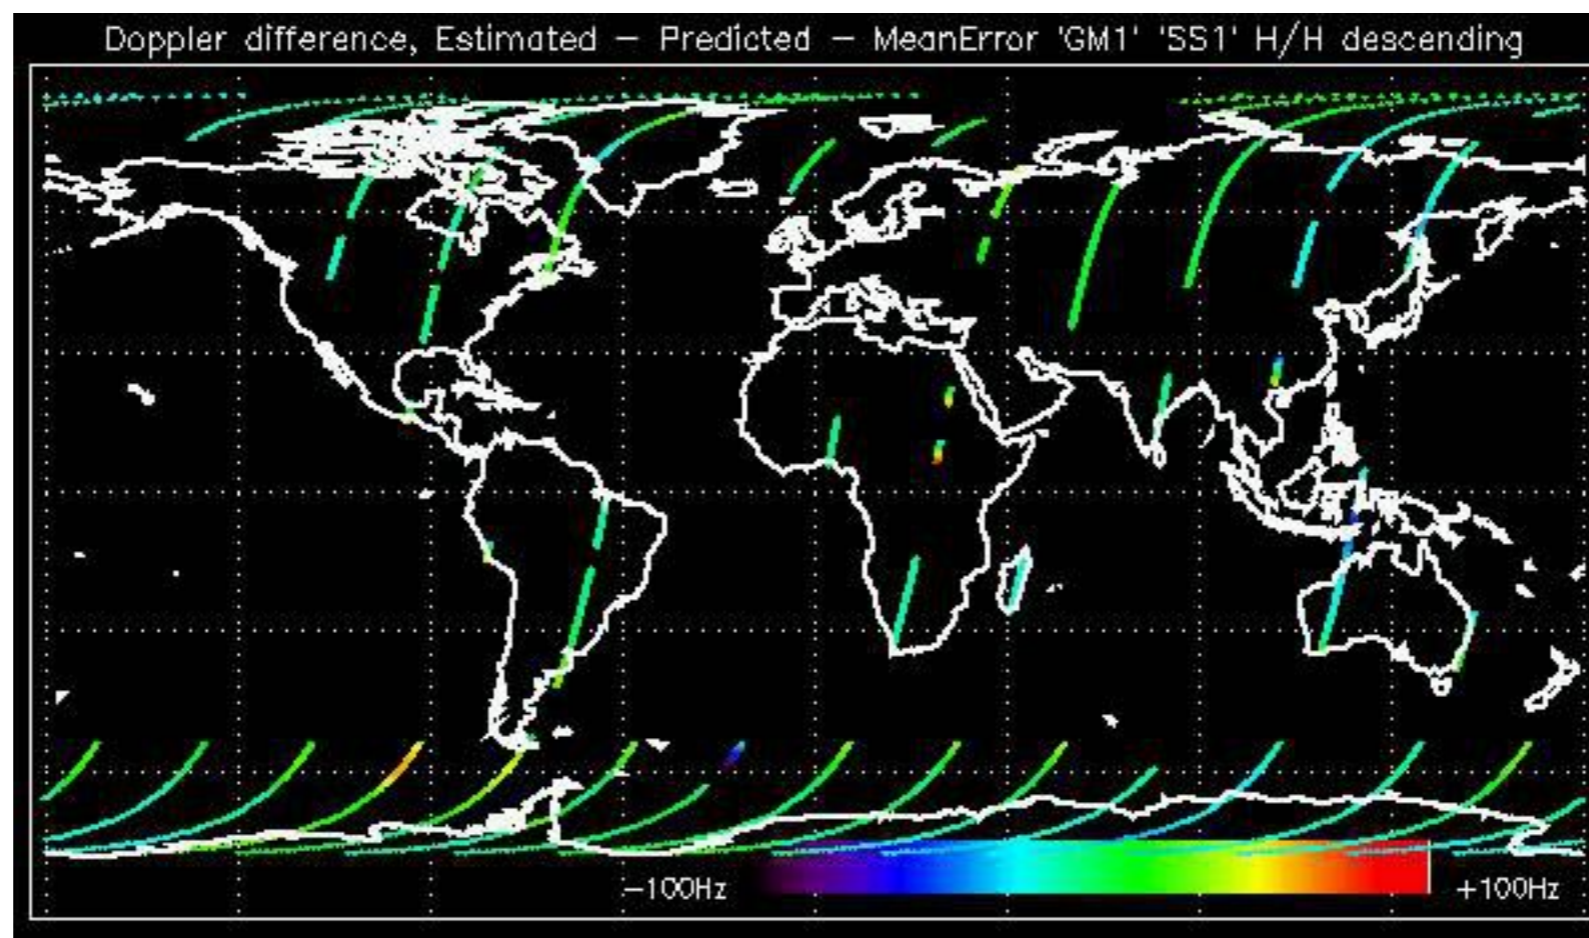 Doppler difference, Estimated — Predicted — MeanError 'GM1' 'SS1' H/H descending
−100Hz
+100Hz